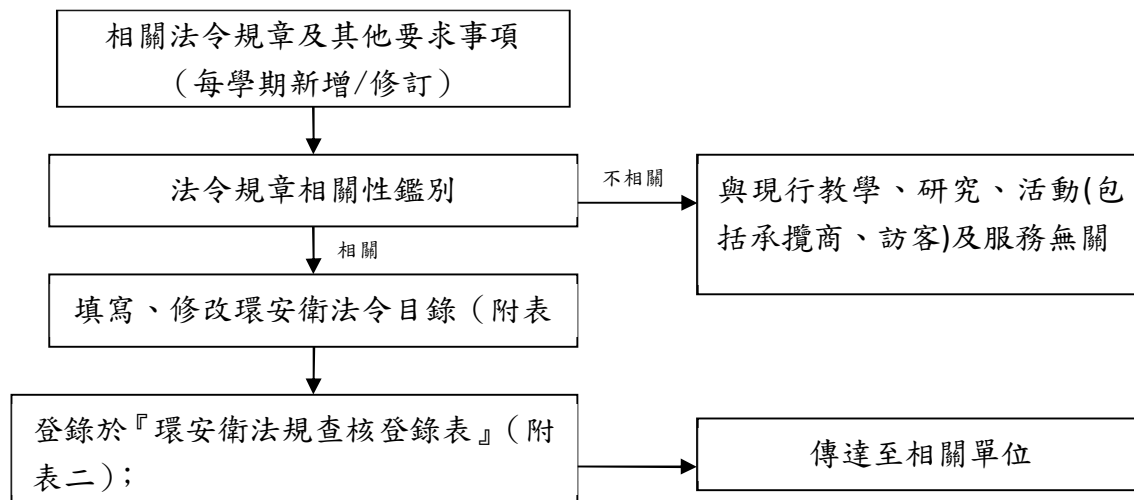 相關法令規章及其他要求事項
（每學期新增/修訂）
法令規章相關性鑑別
不相關
與現行教學、研究、活動(包
括承攬商、訪客)及服務無關
相關
填寫、修改環安衛法令目錄（附表
登錄於『環安衛法規查核登錄表』（附
表二）；
傳達至相關單位